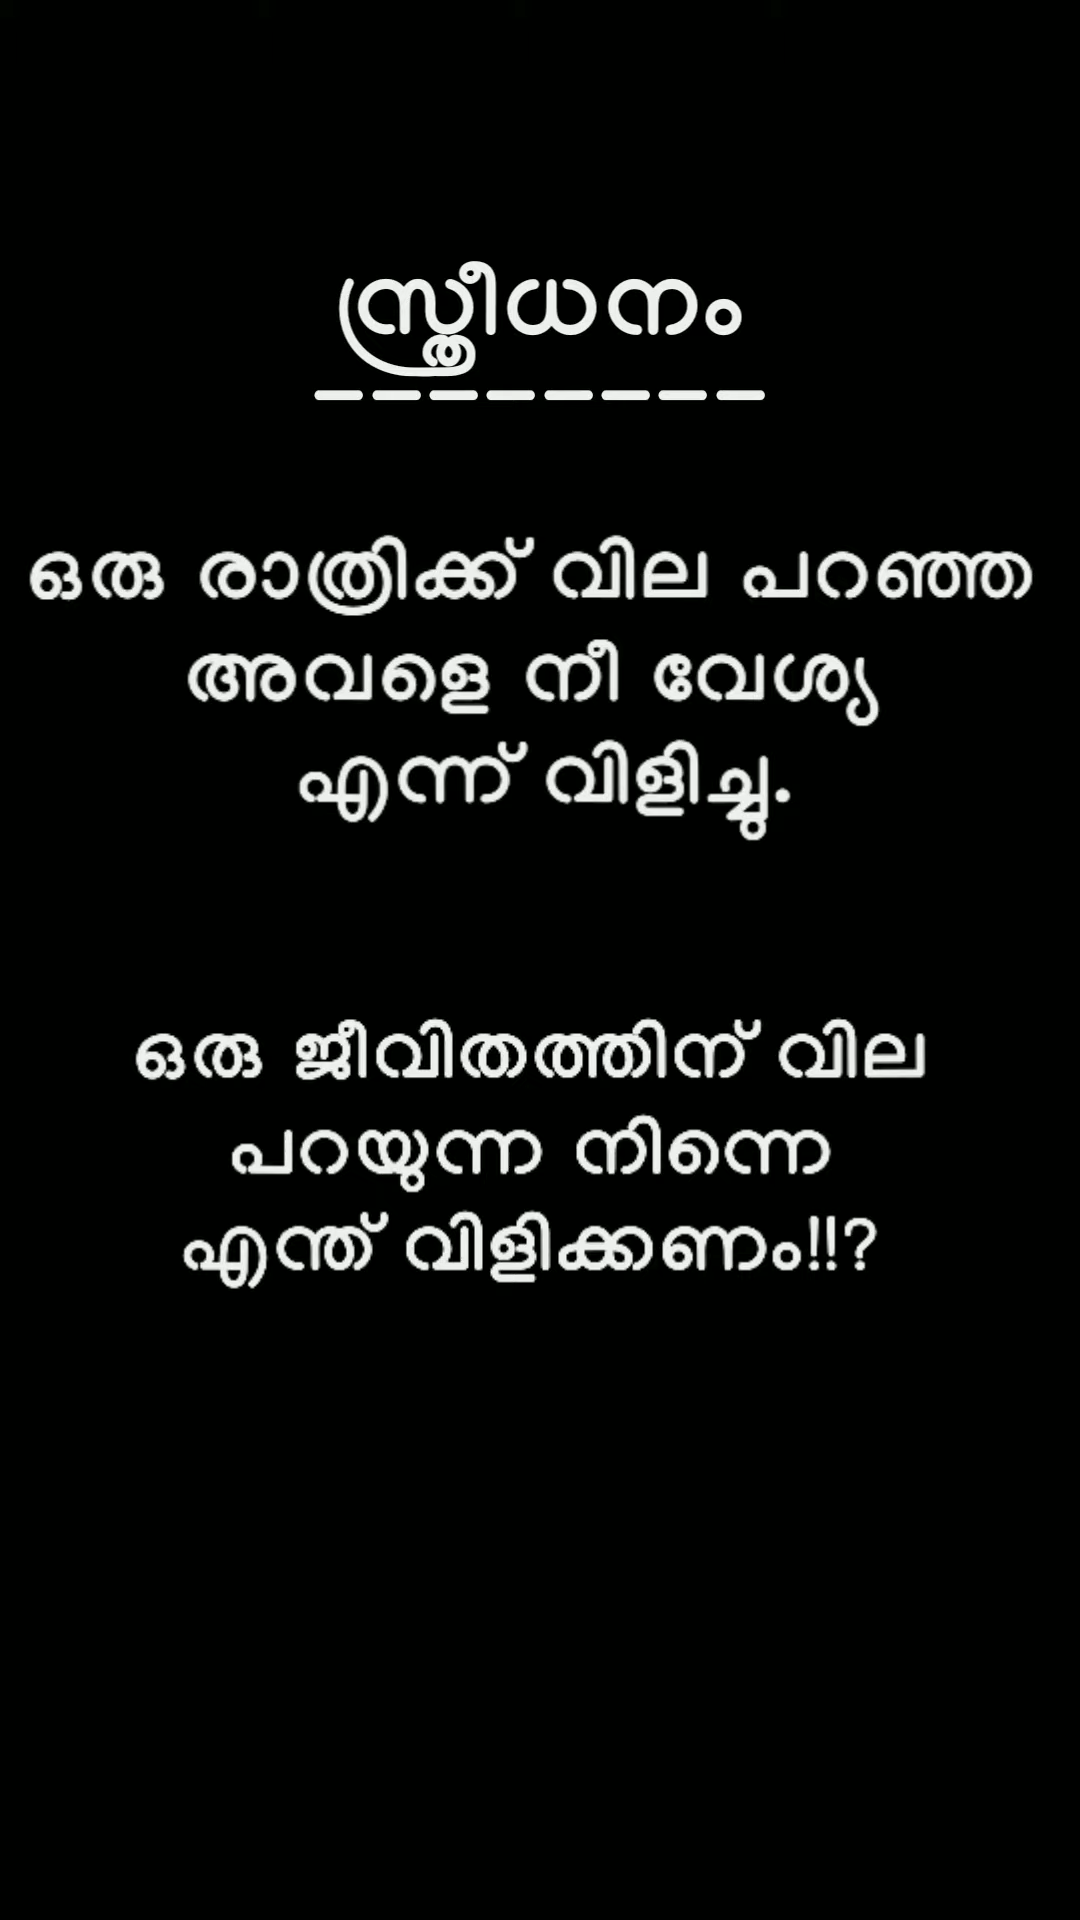 സ്ത്രീധനം
--------
ഒരു രാത്രിക്ക് വില പറഞ്ഞ
അവളെ നീ വേശ്യ
എന്ന് വിളിച്ചു.
ഒരു ജീവിതത്തിന് വില
പറയുന്ന നിന്നെ
എന്ത് വിളിക്കണം!!?